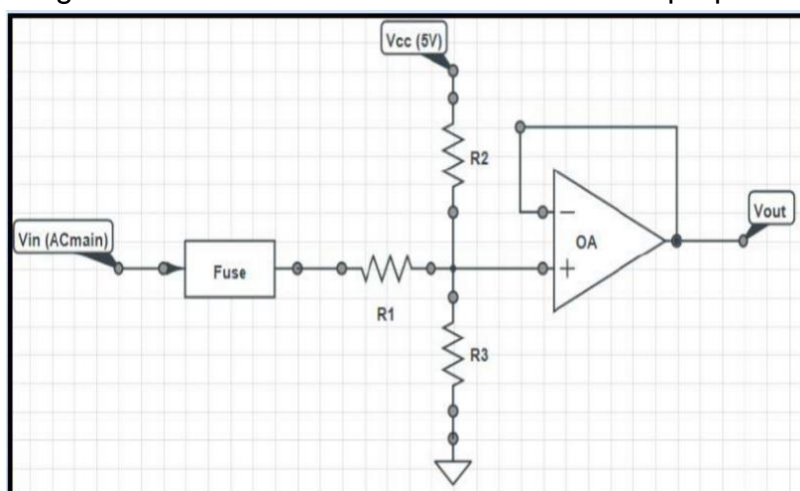 Vcc (5V)
R2
Vin (ACmain)
Fuse
R1
OA
Vout
R3